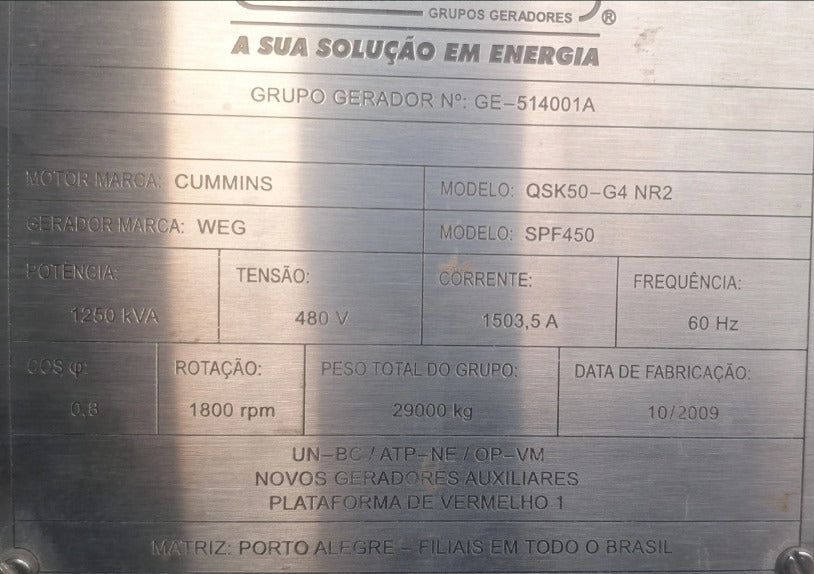 GRUPOS GERADORES ®
A SUA SOLUÇÃO EM ENERGIA
GRUPO GERADOR Nº: GE-514001A
MOTOR MARCA: CUMMINS
MODELO: QSK50-G4 NR2
GERADOR MARCA: WEG
MODELO: SPF450
POTÊNCIA:
1250 kVA
TENSÃO:
480 V
CORRENTE:
1503,5 A
FREQUÊNCIA:
60 Hz
COS φ:
0,8
ROTAÇÃO:
1800 rpm
PESO TOTAL DO GRUPO:
29000 kg
DATA DE FABRICAÇÃO:
10/2009
UN-BC / ATP-NE / OP-VM
NOVOS GERADORES AUXILIARES
PLATAFORMA DE VERMELHO 1
MATRIZ: PORTO ALEGRE - FILIAIS EM TODO O BRASIL